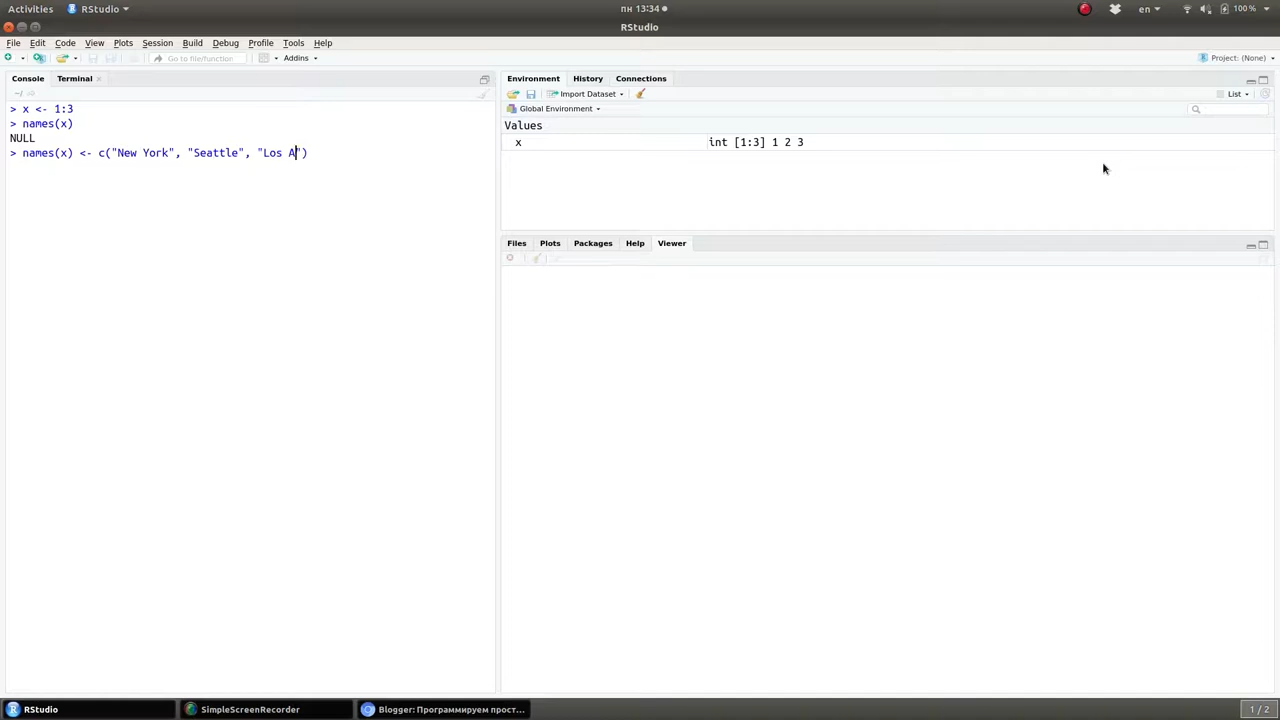 Activities RStudio пн 13:34 en 100 %
RStudio
File Edit Code View Plots Session Build Debug Profile Tools Help
Go to file/function Addins Project: (None)
Console Terminal Environment History Connections
~/ Import Dataset List
Global Environment
> x <- 1:3
> names(x)
NULL
> names(x) <- c("New York", "Seattle", "Los A")
Values
x int [1:3] 1 2 3
Files Plots Packages Help Viewer
RStudio SimpleScreenRecorder Blogger: Программируем прост... 1 / 2